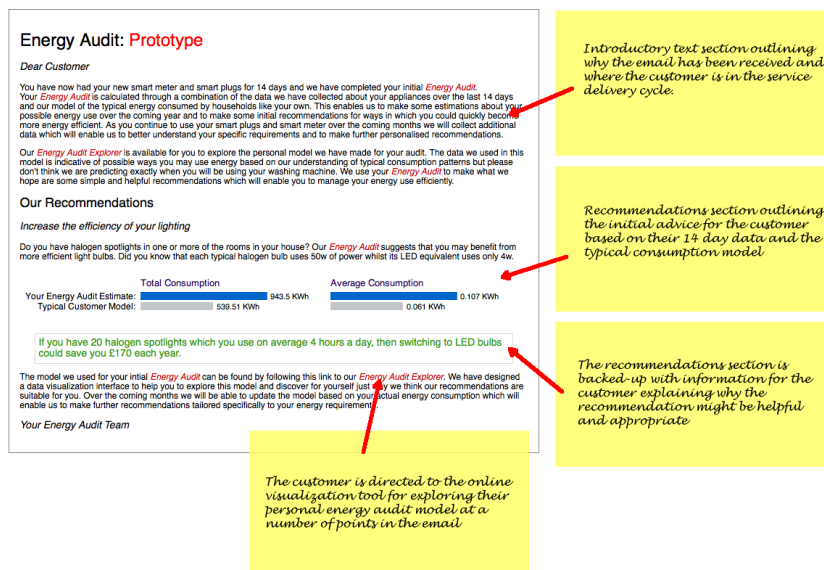 Energy Audit: Prototype
Dear Customer
You have now had your new smart meter and smart plugs for 14 days and we have completed your initial Energy Audit.
Your Energy Audit is calculated through a combination of the data we have collected about your appliances over the last 14 days
and our model of the typical energy consumed by households like your own. This enables us to make some estimations about your
possible energy use over the coming year and to make some initial recommendations for ways in which you could quickly become
more energy efficient. As you continue to use your smart plugs and smart meter over the coming months we will collect additional
data which will enable us to better understand your specific requirements and to make further personalised recommendations.
Our Energy Audit Explorer is available for you to explore the personal model we have made for your audit. The data we used in this
model is indicative of possible ways you may use energy based on our understanding of typical consumption patterns but please
don't think we are predicting exactly when you will be using your washing machine. We use your Energy Audit to make what we
hope are some simple and helpful recommendations which will enable you to manage your energy use efficiently.
Our Recommendations
Increase the efficiency of your lighting
Do you have halogen spotlights in one or more of the rooms in your house? Our Energy Audit suggests that you may benefit from
more efficient light bulbs. Did you know that each typical halogen bulb uses 50w of power whilst its LED equivalent uses only 4w.
Total Consumption Average Consumption
Your Energy Audit Estimate: 943.5 KWh 0.107 KWh
Typical Customer Model: 539.51 KWh 0.061 KWh
If you have 20 halogen spotlights which you use on average 4 hours a day, then switching to LED bulbs
could save you £170 each year.
The model we used for your intial Energy Audit can be found by following this link to our Energy Audit Explorer. We have designed
a data visualization interface to help you to explore this model and discover for yourself just why we think our recommendations are
suitable for you. Over the coming months we will be able to update the model based on your actual energy consumption which will
enable us to make further recommendations tailored specifically to your energy requirements.
Your Energy Audit Team
Introductory text section outlining
why the email has been received and
where the customer is in the service
delivery cycle.
Recommendations section outlining
the initial advice for the customer
based on their 14 day data and the
typical consumption model
The recommendations section is
backed-up with information for the
customer explaining why the
recommendation might be helpful
and appropriate
The customer is directed to the online
visualization tool for exploring their
personal energy audit model at a
number of points in the email